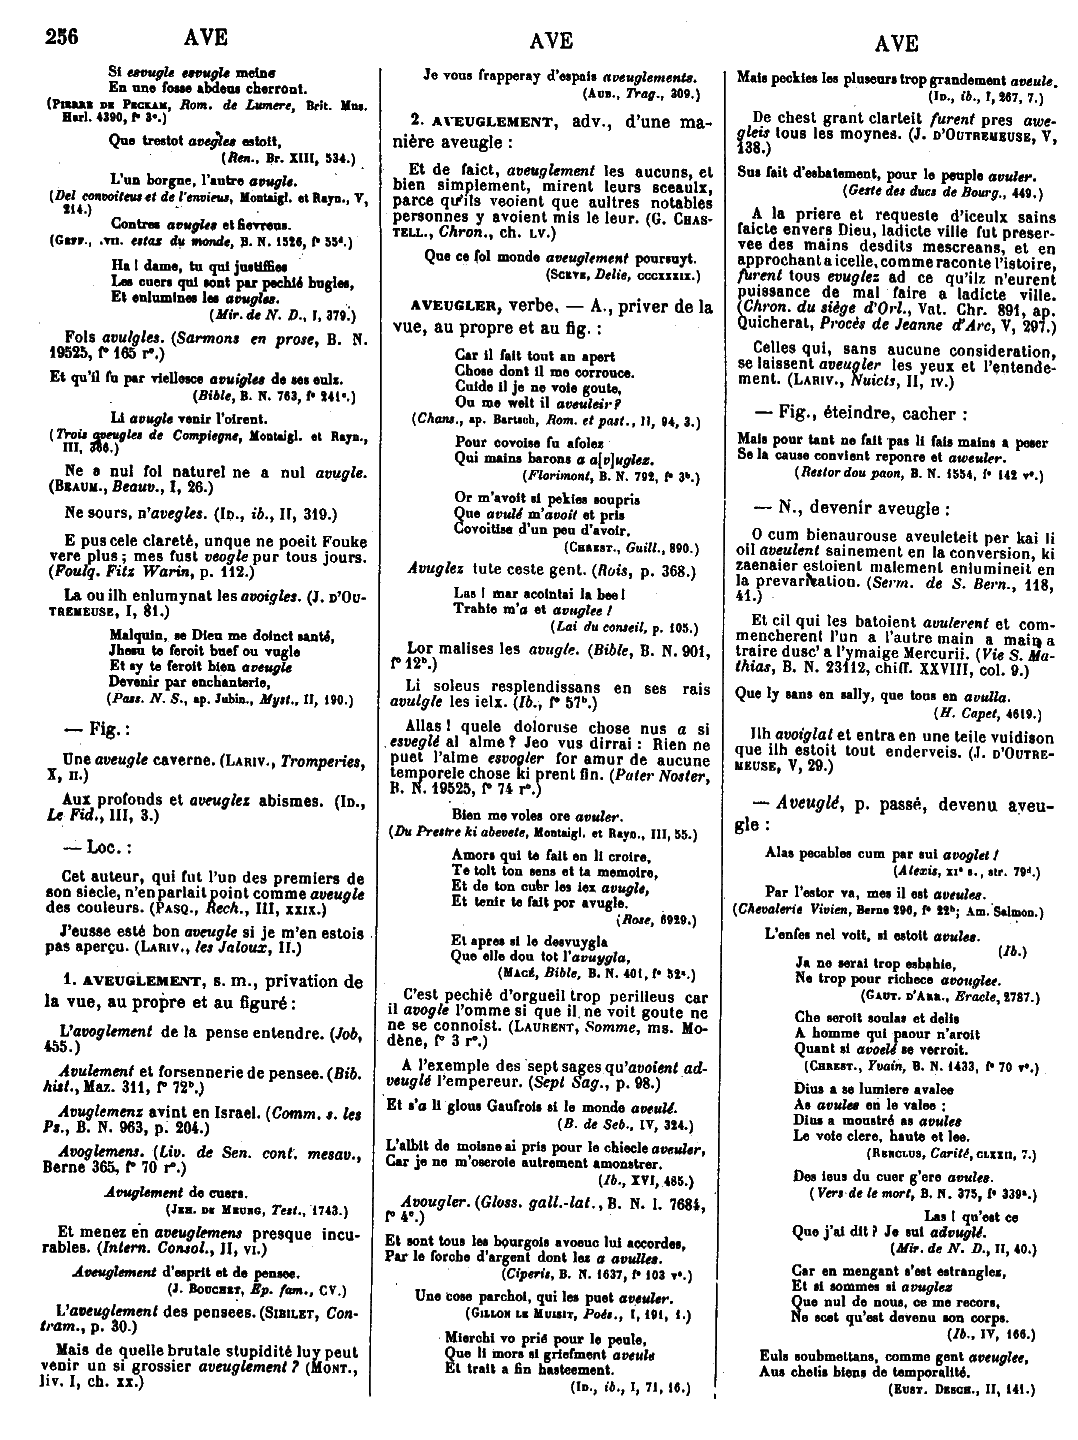 256 AVE AVE AVE
Si esvugle esvugle meine
En une fosse abdeus cherront.
(PIERRE DE PECKAM, Rom. de Lumere, Brit. Mus.
Harl. 4390, f° 3ᵃ.)
Que trestot avegles estoit,
(Ren., Br. XIII, 534.)
L'un borgne, l'autre avugle.
(Del convoiteus et de l'envieus, Montaigl. et Rayn., V,
214.)
Contres avugles et fievreus.
(GEFF., .VII. estas du monde, B. N. 1526, f° 55ᵈ.)
Ha! dame, tu qui justifies
Les cuers qui sont par pechié bugles,
Et enlumines les avugles.
(Mir. de N. D., I, 379.)
Fols avulgles. (Sarmons en prose, B. N.
19525, f° 165 r°.)
Et qu'il fu par viellesce avuigles de ses eulz.
(Bible, B. N. 763, f° 241ᵃ.)
Li avugle venir l'oirent.
(Trois aveugles de Compiegne, Montaigl. et Rayn.,
III,
Ne a nul fol naturel ne a nul avugle.
(BEAUM., Beauv., I, 26.)
Ne sours, n'avegles. (ID., ib., II, 319.)
E pus cele clareté, unque ne poeit Fouke
vere plus; mes fust veogle pur tous jours.
(Foulq. Fitz Warin, p. 112.)
La ou ilh enlumynat les avoigles. (J. D'OU-
TREMEUSE, I, 81.)
Malquin, se Dieu me doinct santé,
Jhesu te feroit buef ou vugle
Et sy te feroit bien aveugle
Devenir par enchanterie,
(Pass. N. S., ap. Jubin., Myst., II, 190.)
— Fig. :
Une aveugle caverne. (LARIV., Tromperies,
X, II.)
Aux profonds et aveuglez abismes. (ID.,
Le Fid., III, 3.)
— Loc. :
Cet auteur, qui fut l'un des premiers de
son siecle, n'en parlait point comme aveugle
des couleurs. (PASQ., Rech., III, XXIX.)
J'eusse esté bon aveugle si je m'en estois
pas aperçu. (LARIV., les Jaloux, II.)
1. AVEUGLEMENT, s. m., privation de
la vue, au propre et au figuré :
L'avoglement de la pense entendre. (Job,
455.)
Avulement et forsennerie de pensee. (Bib.
hist., Maz. 311, f° 72ᵇ.)
Avuglemenz avint en Israel. (Comm. s. les
Ps., B. N. 963, p. 204.)
Avoglemens. (Liv. de Sen. cont. mesav.,
Berne 365, f° 70 r°.)
Avuglement de cuers.
(JEH. DE MEUNG, Test., 1743.)
Et menez en aveuglemens presque incu-
rables. (Intern. Consol., II, VI.)
Aveuglement d'esprit et de pensee.
(J. BOUCHET, Ep. fam., CV.)
L'aveuglement des pensees. (SIBILET, Con-
tram., p. 30.)
Mais de quelle brutale stupidité luy peut
venir un si grossier aveuglement? (MONT.,
liv. I, ch. XX.)
Je vous frapperay d'espais aveuglements.
(AUB., Trag., 309.)
2. AVEUGLEMENT, adv., d'une ma-
nière aveugle :
Et de faict, aveuglement les aucuns, et
bien simplement, mirent leurs sceaulx,
parce qu'ils veoient que aultres notables
personnes y avoient mis le leur. (G. CHAS-
TELL., Chron., ch. LV.)
Que ce fol monde aveuglement poursuyt.
(SCEVE, Delie, CCCXXXIX.)
AVEUGLER, verbe. — A., priver de la
vue, au propre et au fig. :
Car il fait tout an apert
Chose dont il me corrouce.
Cuide il je ne voie goute,
Ou me welt il aveuleir?
(Chans., ap. Bartsch, Rom. et past., II, 94, 3.)
Pour covoise fu afolez
Qui mains barons a a[v]uglez.
(Florimont, B. N. 792, f° 3ᵇ.)
Or m'avoit si pekies soupris
Que avulé m'avoit et pris
Covoitise d'un peu d'avoir.
(CHREST., Guill., 890.)
Avuglez tute ceste gent. (Rois, p. 368.)
Las! mar acointai la bee!
Trahie m'a et avuglee!
(Lai du conseil, p. 105.)
Lor malises les avugle. (Bible, B. N. 901,
f° 12ᵇ.)
Li soleus resplendissans en ses rais
avulgle les ielx. (Ib., f° 57ᵇ.)
Allas! quele doloruse chose nus a si
esveglé al alme? Jeo vus dirrai : Rien ne
puet l'alme esvogler for amur de aucune
temporele chose ki prent fin. (Pater Noster,
B. N. 19525, f° 74 r°.)
Bien me voles ore avuler.
(Du Prestre ki abevete, Montaigl. et Rayn., III, 55.)
Amors qui te fait en li croire,
Te tolt ton sens et ta memoire,
Et de ton cuer les iex avugle,
Et tenir te fait por avugle.
(Rose, 6929.)
Et apres si le desvuygla
Que elle dou tot l'avuygla,
(MACÉ, Bible, B. N. 401, f° 52ᵃ.)
C'est pechié d'orgueil trop perilleus car
il avogle l'omme si que il ne voit goute ne
ne se connoist. (LAURENT, Somme, ms. Mo-
dène, f° 3 r°.)
A l'exemple des sept sages qu'avoient ad-
veuglé l'empereur. (Sept Sag., p. 98.)
Et s'a li glous Gaufrois si le monde aveulé.
(B. de Seb., IV, 324.)
L'albit de moisne ai pris pour le chiecle aveuler,
Car je ne m'oseroie autrement amonstrer.
(Ib., XVI, 485.)
Avougler. (Gloss. gall.-lat., B. N. l. 7684,
f° 4ᵃ.)
Et sont tous les bourgois avoeuc lui accordes,
Par le forche d'argent dont les a avulles.
(Ciperis, B. N. 1637, f° 103 v°.)
Une cose parchoi, qui les puet aveuler.
(GILLON LE MUISIT, Poés., I, 191, 1.)
Mierchi vo prie pour le peule,
Que li mors si griefment aveule
Et trait a fin hasteement.
(ID., ib., I, 71, 16.)
Mais peckies les pluseurs trop grandement aveule.
(ID., ib., I, 267, 7.)
De chest grant clarteit furent pres awe-
gleis tous les moynes. (J. D'OUTREMEUSE, V,
138.)
Sus fait d'esbatement, pour le peuple avuler.
(Geste des ducs de Bourg., 449.)
A la priere et requeste d'iceulx sains
faicte envers Dieu, ladicte ville fut preser-
vee des mains desdits mescreans, et en
approchant a icelle, comme raconte l'istoire,
furent tous evuglez ad ce qu'ilz n'eurent
puissance de mal faire a ladicte ville.
(Chron. du siège d'Orl., Vat. Chr. 891, ap.
Quicherat, Procès de Jeanne d'Arc, V, 297.)
Celles qui, sans aucune consideration,
se laissent aveugler les yeux et l'entende-
ment. (LARIV., Nuicts, II, IV.)
— Fig., éteindre, cacher :
Mais pour tant ne fait pas li fais mains a peser
Se la cause convient reponre et aweuler.
(Restor dou paon, B. N. 1554, f° 142 v°.)
— N., devenir aveugle :
O cum bienaurouse aveuleteit per kai li
oil aveulent sainement en la conversion, ki
zaenaier estoient malement enlumineit en
la prevarication. (Serm. de S. Bern., 118,
41.)
Et cil qui les batoient avulerent et com-
mencherent l'un a l'autre main a main a
traire dusc' a l'ymaige Mercurii. (Vie S. Ma-
thias, B. N. 23112, chiff. XXVIII, col. 9.)
Que ly sans en sally, que tous en avulla.
(H. Capet, 4619.)
Ilh avoiglat et entra en une teile vuidison
que ilh estoit tout enderveis. (J. D'OUTRE-
MEUSE, V, 29.)
— Aveuglé, p. passé, devenu aveu-
gle :
Alas pecables cum par sui avoglet!
(Alexis, XIᵉ s., str. 79ᵈ.)
Par l'estor va, mes il est aveules.
(Chevalerie Vivien, Berne 296, f° 22ᵇ; Am. Salmon.)
L'enfes nel voit, si estoit avules.
(Ib.)
Ja ne serai trop esbahie,
Ne trop pour richece avouglee.
(GAUT. D'ARR., Eracle, 2787.)
Che seroit soulas et delis
A homme qui paour n'aroit
Quant si avoelé se verroit.
(CHREST., Yvain, B. N. 1433, f° 70 v°.)
Dius a se lumiere avalee
As avules en le valee :
Dius a moustré as avules
Le voie clere, haute et lee.
(RENCLUS, Carité, CLXXII, 7.)
Des ieus du cuer g'ere avules.
(Vers de le mort, B. N. 375, f° 339ᵃ.)
Las! qu'est ce
Que j'ai dit? Je sui advuglé.
(Mir. de N. D., II, 40.)
Car en mengant s'est estranglez,
Et si sommes si avuglez
Que nul de nous, ce me recors,
Ne scet qu'est devenu son corps.
(Ib., IV, 166.)
Euls soubmettans, comme gent aveuglee,
Aus chetis biens de temporalité.
(EUST. DESCH., II, 141.)